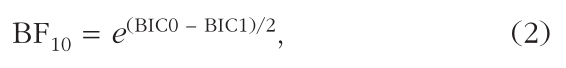 BF₁₀ = e^(BIC0 – BIC1)/2, (2)